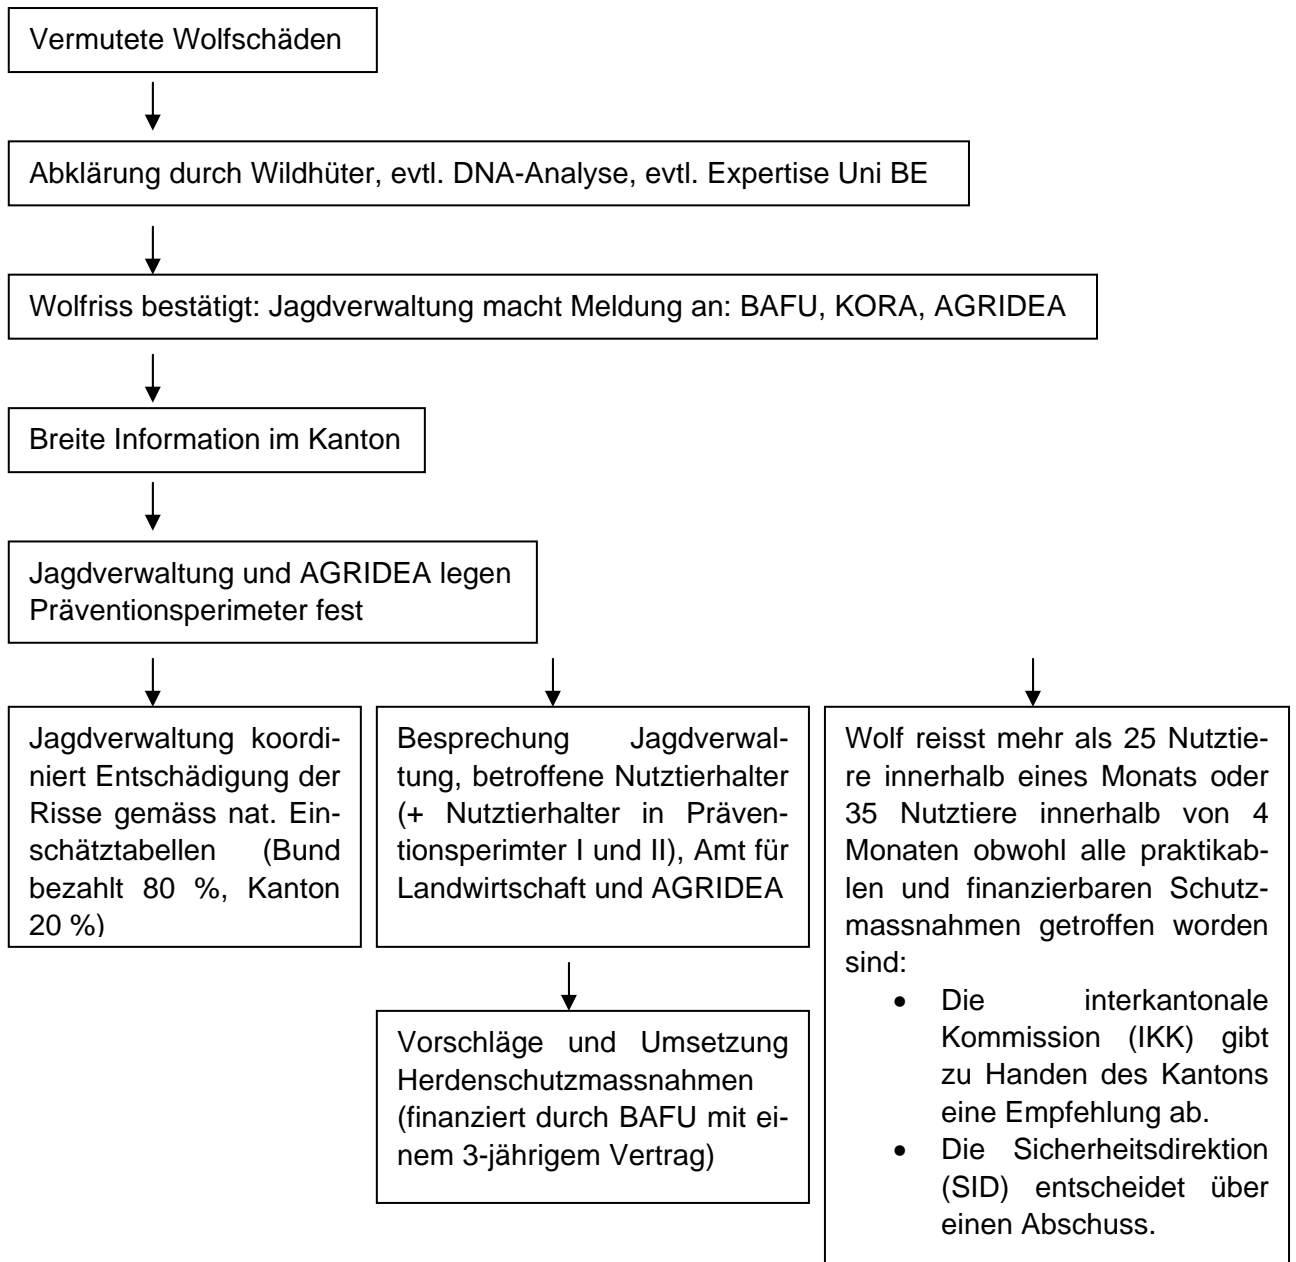 Vermutete Wolfschäden
Abklärung durch Wildhüter, evtl. DNA-Analyse, evtl. Expertise Uni BE
Wolfriss bestätigt: Jagdverwaltung macht Meldung an: BAFU, KORA, AGRIDEA
Breite Information im Kanton
Jagdverwaltung und AGRIDEA legen
Präventionsperimeter fest
Jagdverwaltung koordi-
niert Entschädigung der
Risse gemäss nat. Ein-
schätztabellen (Bund
bezahlt 80 %, Kanton
20 %)
Besprechung Jagdverwal-
tung, betroffene Nutztierhalter
(+ Nutztierhalter in Präven-
tionsperimter I und II), Amt für
Landwirtschaft und AGRIDEA
Vorschläge und Umsetzung
Herdenschutzmassnahmen
(finanziert durch BAFU mit ei-
nem 3-jährigem Vertrag)
Wolf reisst mehr als 25 Nutztie-
re innerhalb eines Monats oder
35 Nutztiere innerhalb von 4
Monaten obwohl alle praktikab-
len und finanzierbaren Schutz-
massnahmen getroffen worden
sind:
• Die interkantonale
Kommission (IKK) gibt
zu Handen des Kantons
eine Empfehlung ab.
• Die Sicherheitsdirektion
(SID) entscheidet über
einen Abschuss.